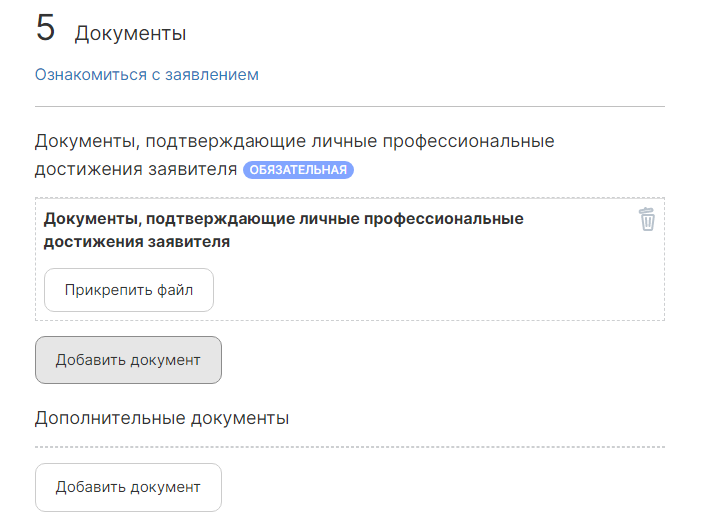 5 Документы
Ознакомиться с заявлением
Документы, подтверждающие личные профессиональные
достижения заявителя ОБЯЗАТЕЛЬНАЯ
Документы, подтверждающие личные профессиональные
достижения заявителя
Прикрепить файл
Добавить документ
Дополнительные документы
Добавить документ